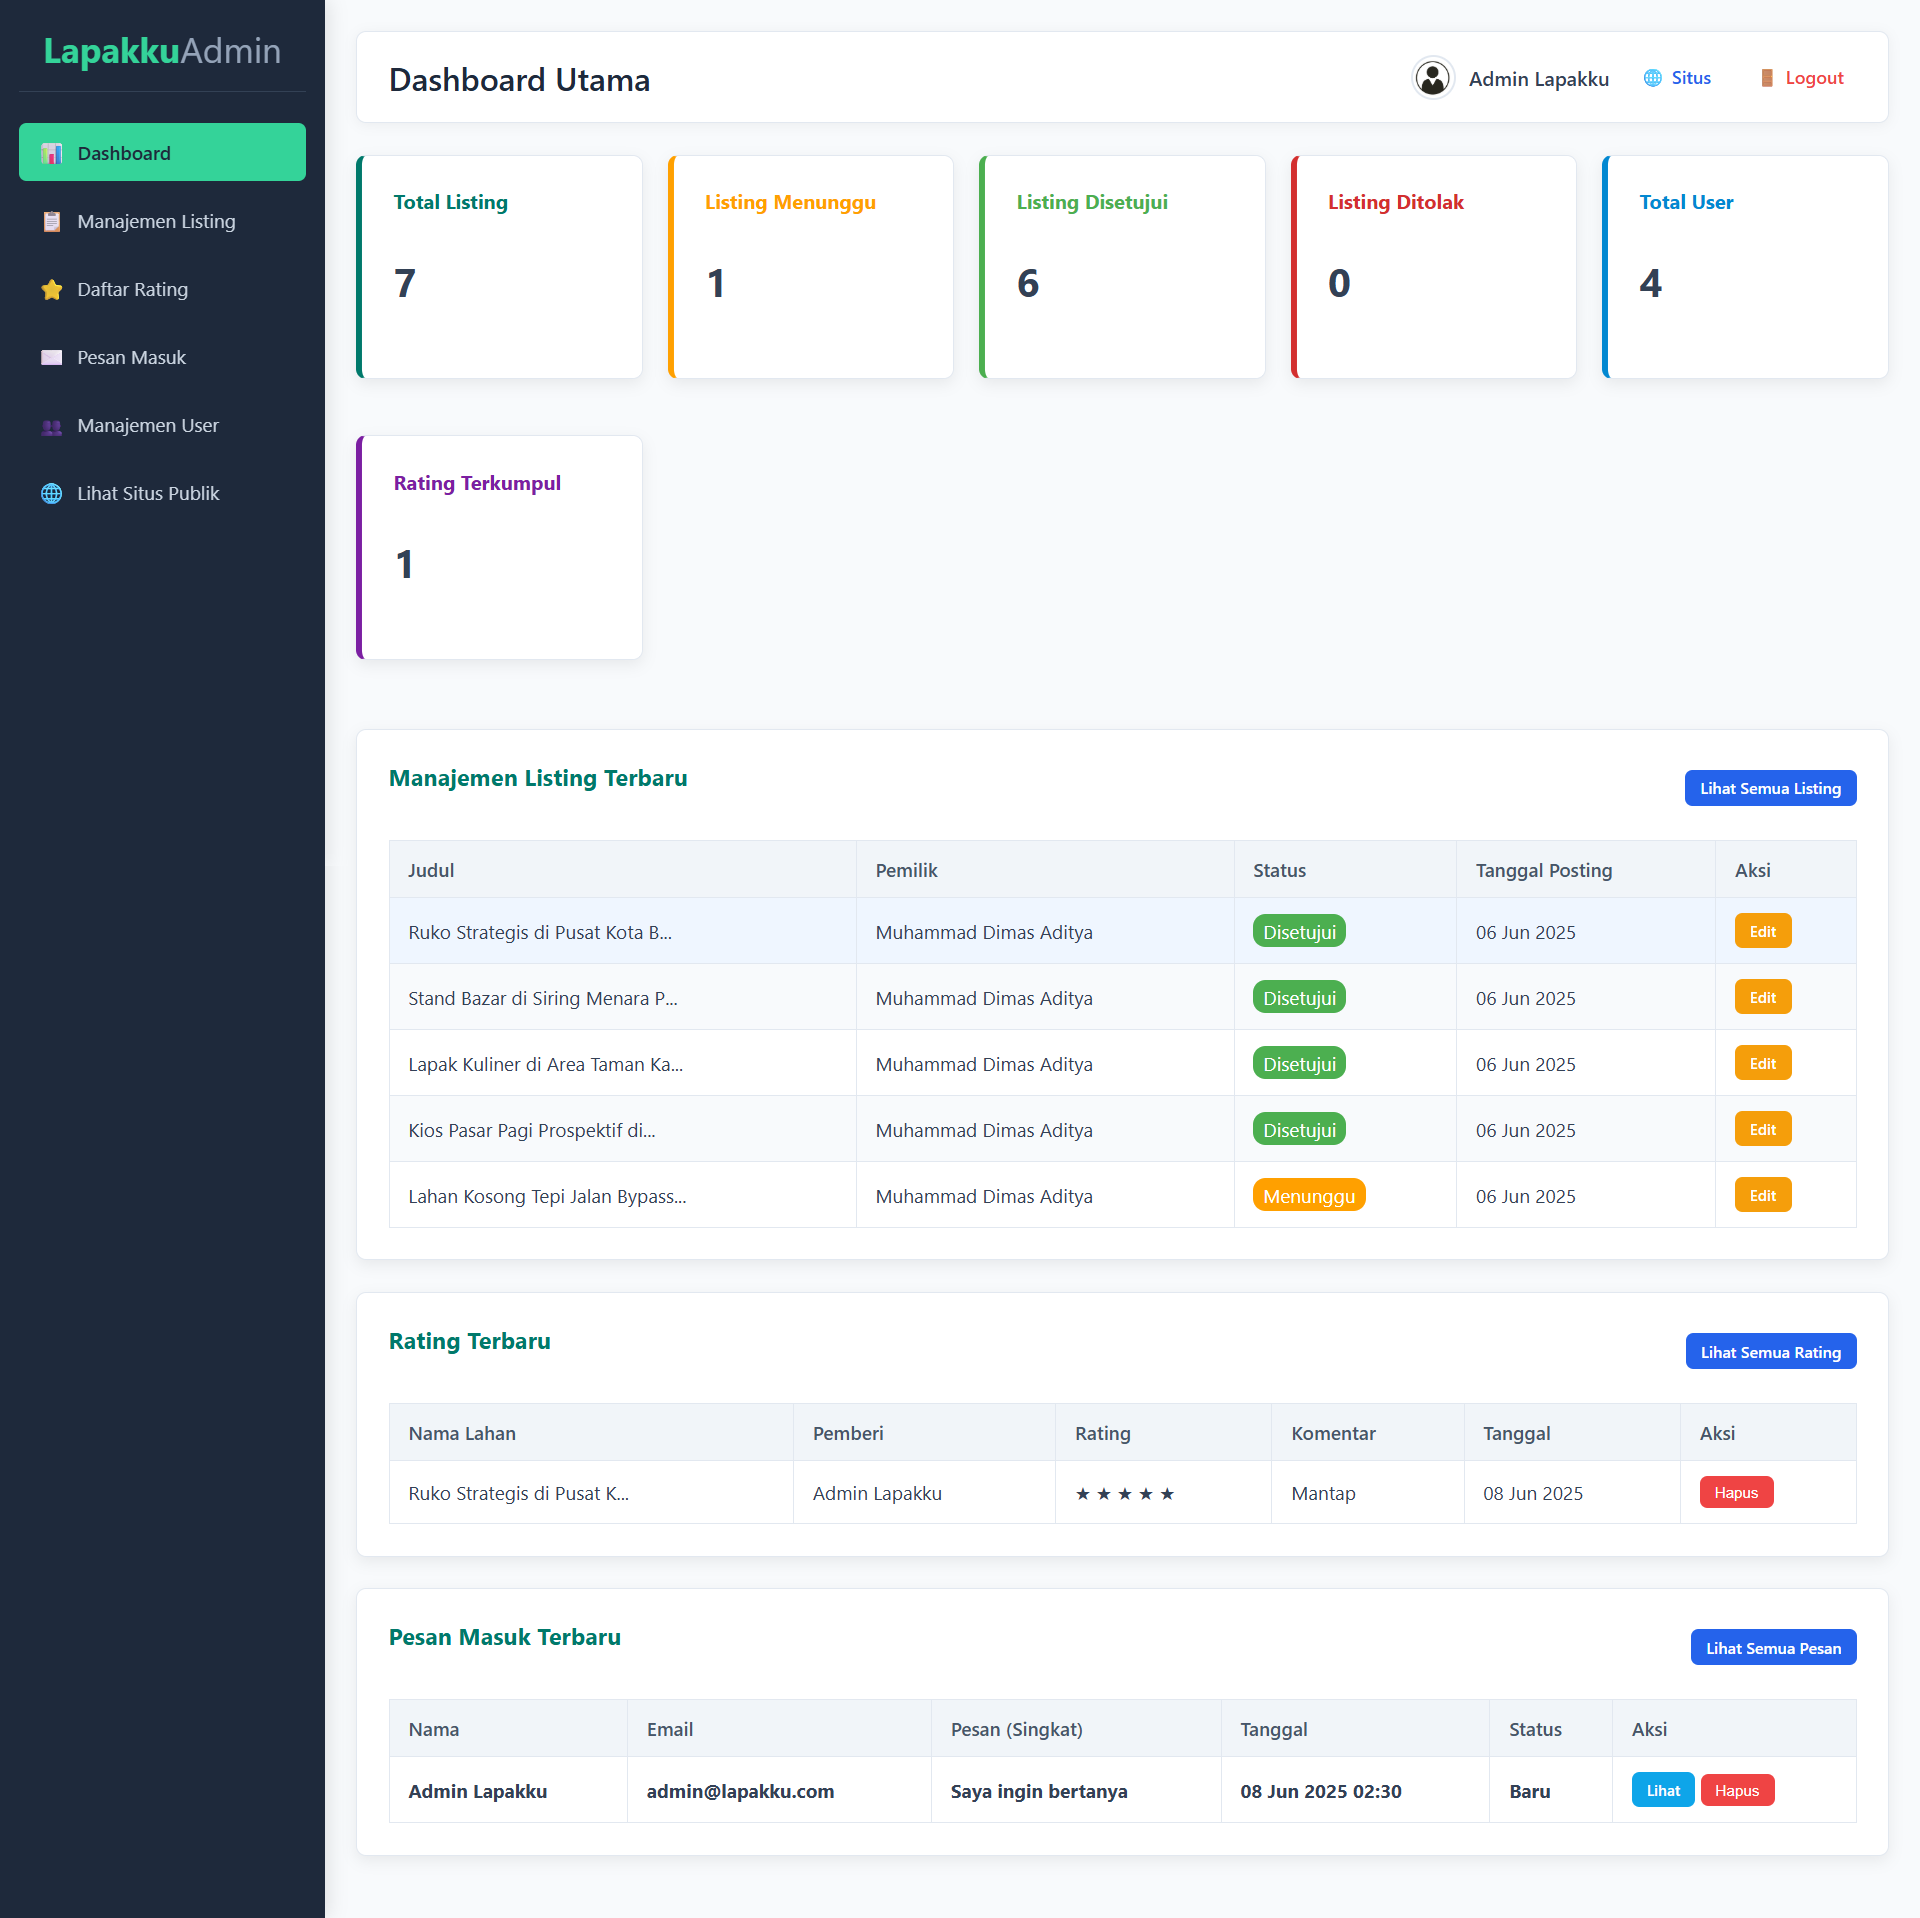 LapakkuAdmin
Dashboard
Manajemen Listing
Daftar Rating
Pesan Masuk
Manajemen User
Lihat Situs Publik
Dashboard Utama
Admin Lapakku
Situs
Logout
Total Listing
7
Listing Menunggu
1
Listing Disetujui
6
Listing Ditolak
0
Total User
4
Rating Terkumpul
1
Manajemen Listing Terbaru
Lihat Semua Listing
Judul Pemilik Status Tanggal Posting Aksi
Ruko Strategis di Pusat Kota B... Muhammad Dimas Aditya Disetujui 06 Jun 2025 Edit
Stand Bazar di Siring Menara P... Muhammad Dimas Aditya Disetujui 06 Jun 2025 Edit
Lapak Kuliner di Area Taman Ka... Muhammad Dimas Aditya Disetujui 06 Jun 2025 Edit
Kios Pasar Pagi Prospektif di... Muhammad Dimas Aditya Disetujui 06 Jun 2025 Edit
Lahan Kosong Tepi Jalan Bypass... Muhammad Dimas Aditya Menunggu 06 Jun 2025 Edit
Rating Terbaru
Lihat Semua Rating
Nama Lahan Pemberi Rating Komentar Tanggal Aksi
Ruko Strategis di Pusat K... Admin Lapakku ★ ★ ★ ★ ★ Mantap 08 Jun 2025 Hapus
Pesan Masuk Terbaru
Lihat Semua Pesan
Nama Email Pesan (Singkat) Tanggal Status Aksi
Admin Lapakku admin@lapakku.com Saya ingin bertanya 08 Jun 2025 02:30 Baru Lihat Hapus